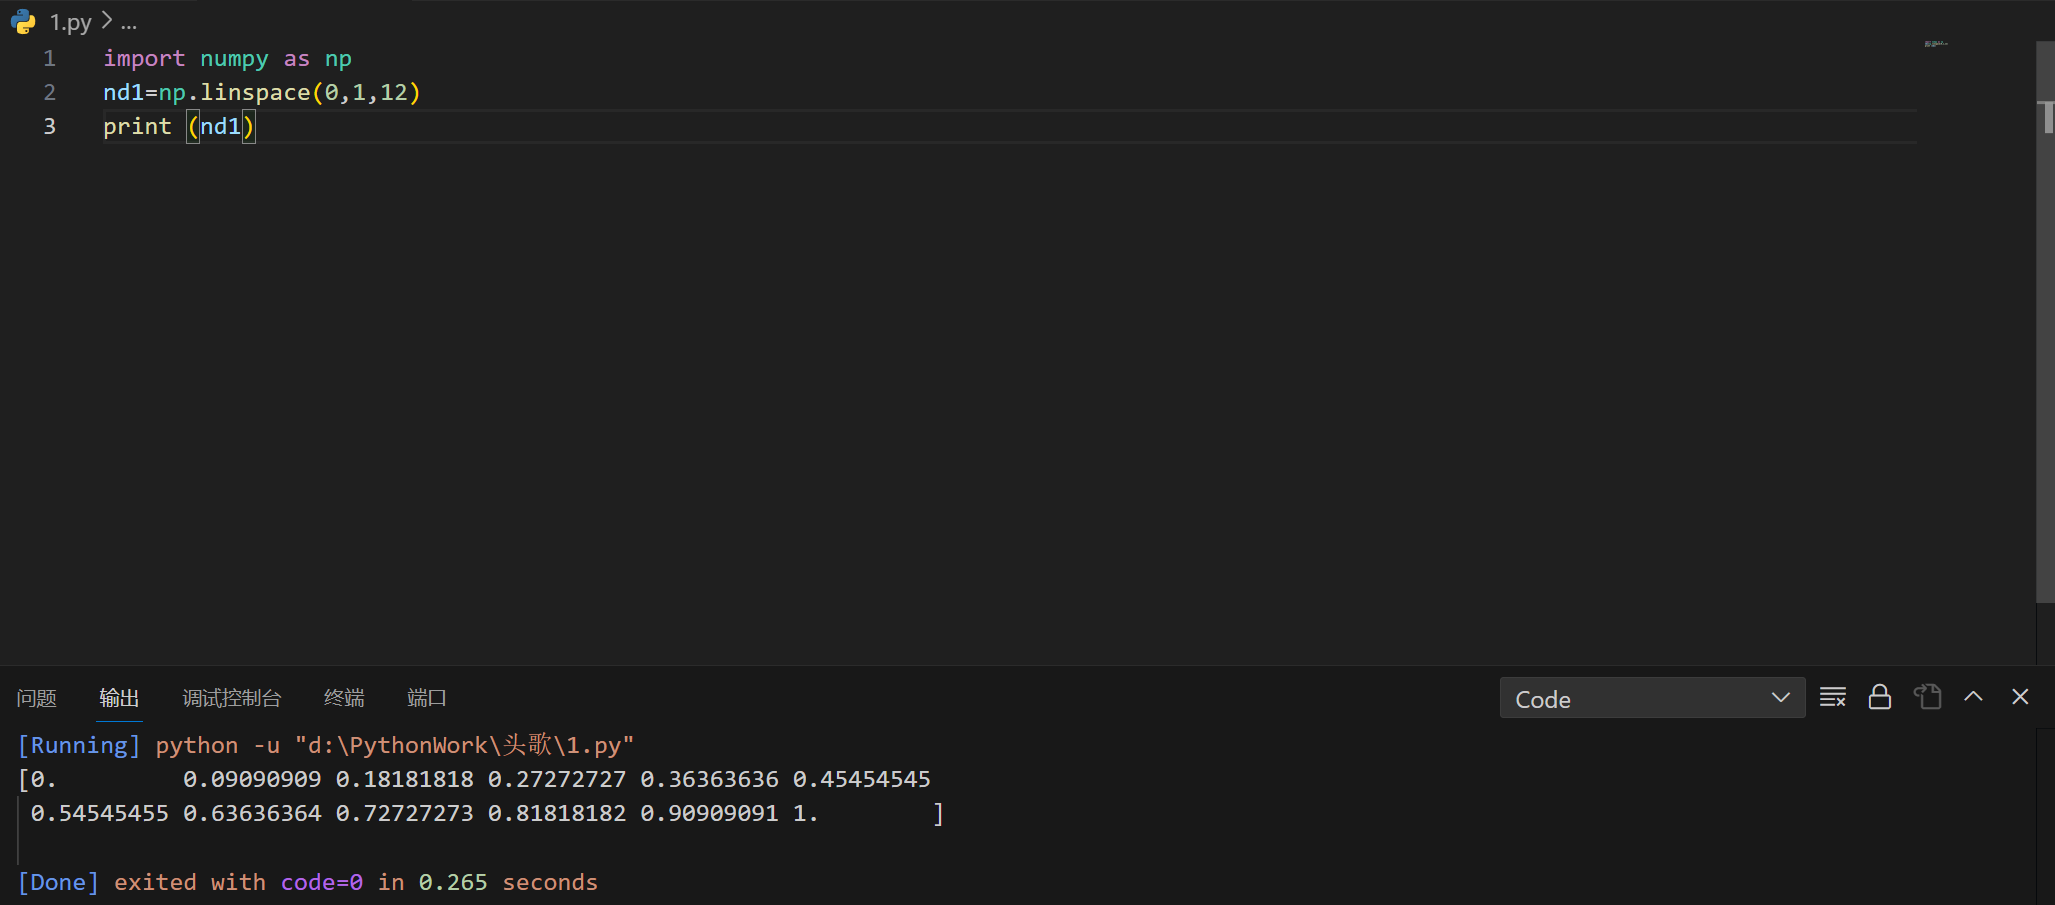 1.py > ...
1 import numpy as np
2 nd1=np.linspace(0,1,12)
3 print (nd1)
问题 输出 调试控制台 终端 端口 Code
[Running] python -u "d:\PythonWork\头歌\1.py"
[0.         0.09090909 0.18181818 0.27272727 0.36363636 0.45454545
 0.54545455 0.63636364 0.72727273 0.81818182 0.90909091 1.        ]
[Done] exited with code=0 in 0.265 seconds